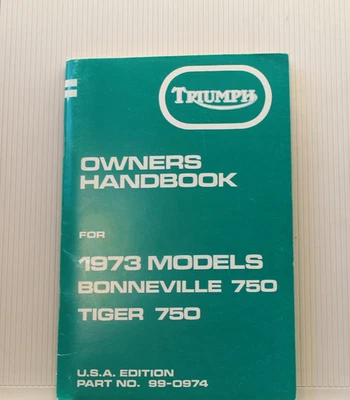 TRIUMPH
OWNERS
HANDBOOK
FOR
1973 MODELS
BONNEVILLE 750
TIGER 750
U.S.A. EDITION
PART NO. 99-0974